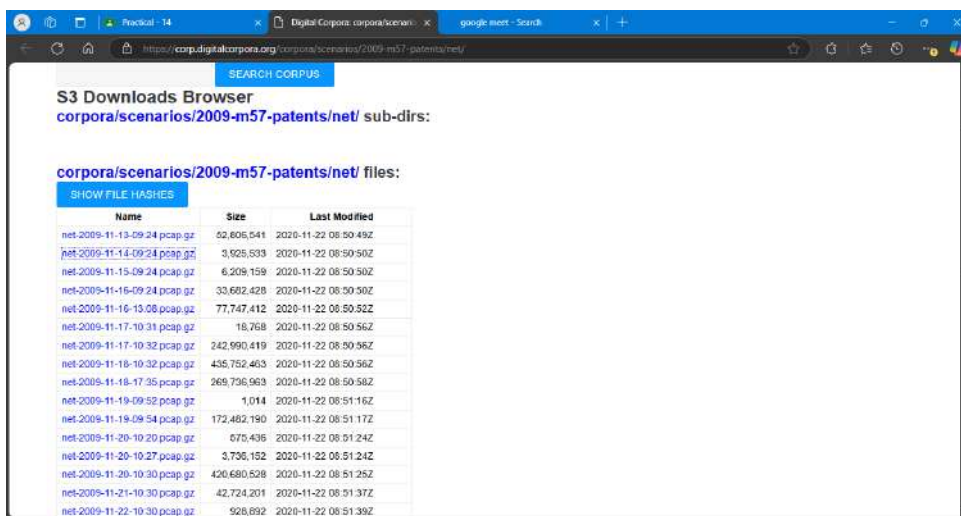 Practical - 14
Digital Corpora: corpora/scenari
google meet - Search
https://corp.digitalcorpora.org/corpora/scenarios/2009-m57-patents/net/
SEARCH CORPUS
S3 Downloads Browser
corpora/scenarios/2009-m57-patents/net/ sub-dirs:
corpora/scenarios/2009-m57-patents/net/ files:
SHOW FILE HASHES
Name Size Last Modified
net-2009-11-13-09:24.pcap.gz 52,806,541 2020-11-22 08:50:49Z
net-2009-11-14-09:24.pcap.gz 3,925,533 2020-11-22 08:50:50Z
net-2009-11-15-09:24.pcap.gz 6,209,159 2020-11-22 08:50:50Z
net-2009-11-16-09:24.pcap.gz 33,682,428 2020-11-22 08:50:50Z
net-2009-11-16-13:08.pcap.gz 77,747,412 2020-11-22 08:50:52Z
net-2009-11-17-10:31.pcap.gz 18,768 2020-11-22 08:50:56Z
net-2009-11-17-10:32.pcap.gz 242,990,419 2020-11-22 08:50:56Z
net-2009-11-18-10:32.pcap.gz 435,752,463 2020-11-22 08:50:56Z
net-2009-11-18-17:35.pcap.gz 269,736,963 2020-11-22 08:50:58Z
net-2009-11-19-09:52.pcap.gz 1,014 2020-11-22 08:51:16Z
net-2009-11-19-09:54.pcap.gz 172,482,190 2020-11-22 08:51:17Z
net-2009-11-20-10:20.pcap.gz 575,436 2020-11-22 08:51:24Z
net-2009-11-20-10:27.pcap.gz 3,736,152 2020-11-22 08:51:24Z
net-2009-11-20-10:30.pcap.gz 420,680,528 2020-11-22 08:51:25Z
net-2009-11-21-10:30.pcap.gz 42,724,201 2020-11-22 08:51:37Z
net-2009-11-22-10:30.pcap.gz 928,892 2020-11-22 08:51:39Z